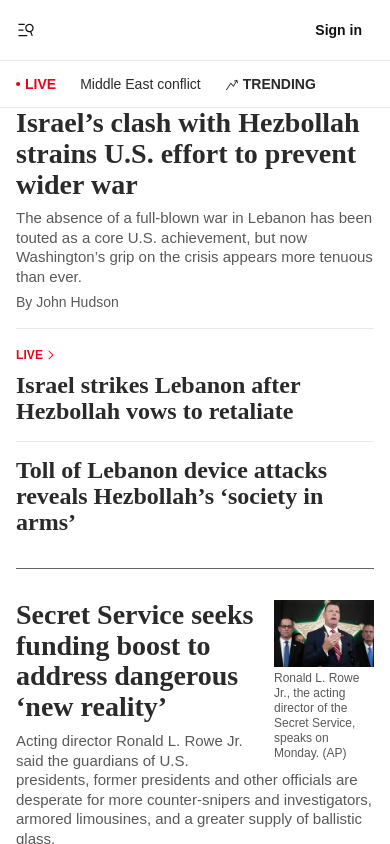 Sign in
LIVE
Middle East conflict
TRENDING
Israel’s clash with Hezbollah
strains U.S. effort to prevent
wider war
The absence of a full-blown war in Lebanon has been
touted as a core U.S. achievement, but now
Washington’s grip on the crisis appears more tenuous
than ever.
By John Hudson
LIVE
Israel strikes Lebanon after
Hezbollah vows to retaliate
Toll of Lebanon device attacks
reveals Hezbollah’s ‘society in
arms’
Secret Service seeks
funding boost to
address dangerous
‘new reality’
Ronald L. Rowe
Jr., the acting
director of the
Secret Service,
speaks on
Monday. (AP)
Acting director Ronald L. Rowe Jr.
said the guardians of U.S.
presidents, former presidents and other officials are
desperate for more counter-snipers and investigators,
armored limousines, and a greater supply of ballistic
glass.